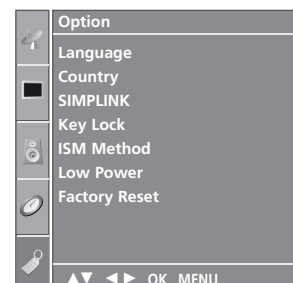 Option
Language
Country
SIMPLINK
Key Lock
ISM Method
Low Power
Factory Reset
▲▼ ◄► OK MENU